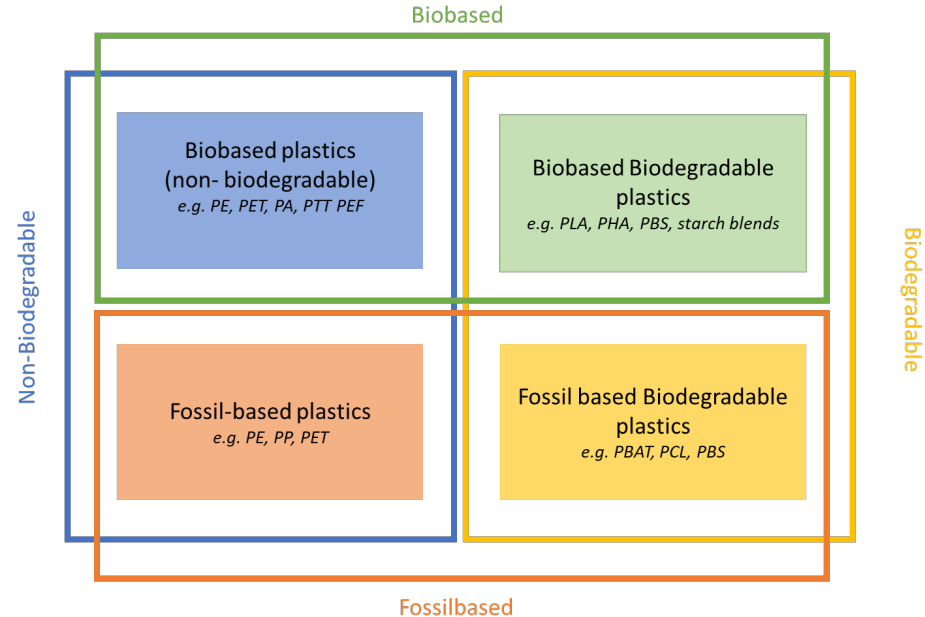 Biobased
Non-Biodegradable
Biobased plastics
(non- biodegradable)
e.g. PE, PET, PA, PTT PEF
Biobased Biodegradable
plastics
e.g. PLA, PHA, PBS, starch blends
Biodegradable
Fossil-based plastics
e.g. PE, PP, PET
Fossil based Biodegradable
plastics
e.g. PBAT, PCL, PBS
Fossilbased